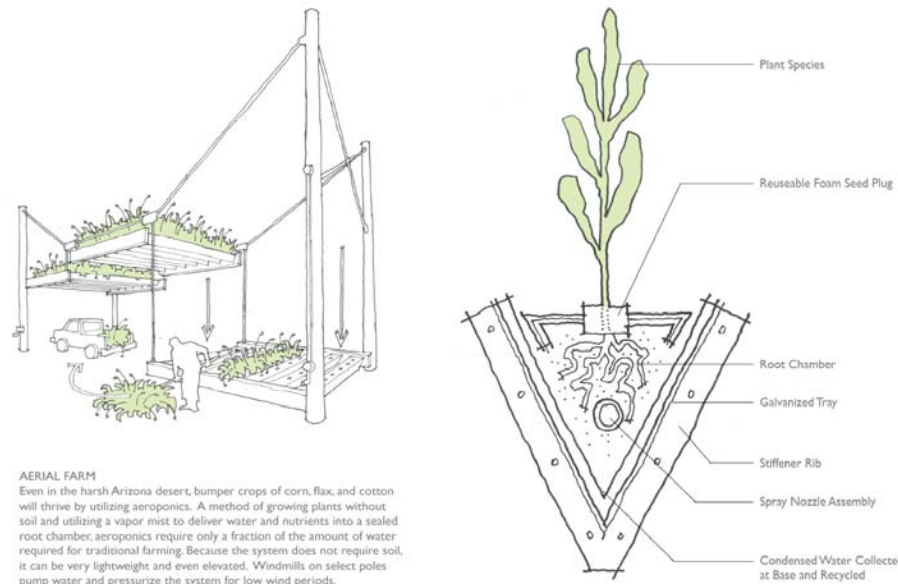 Plant Species
Reuseable Foam Seed Plug
Root Chamber
Galvanized Tray
Stiffener Rib
Spray Nozzle Assembly
Condensed Water Collecte
at Base and Recycled
AERIAL FARM
Even in the harsh Arizona desert, bumper crops of corn, flax, and cotton
will thrive by utilizing aeroponics. A method of growing plants without
soil and utilizing a vapor mist to deliver water and nutrients into a sealed
root chamber, aeroponics require only a fraction of the amount of water
required for traditional farming. Because the system does not require soil,
it can be very lightweight and even elevated. Windmills on select poles
pump water and pressurize the system for low wind periods.